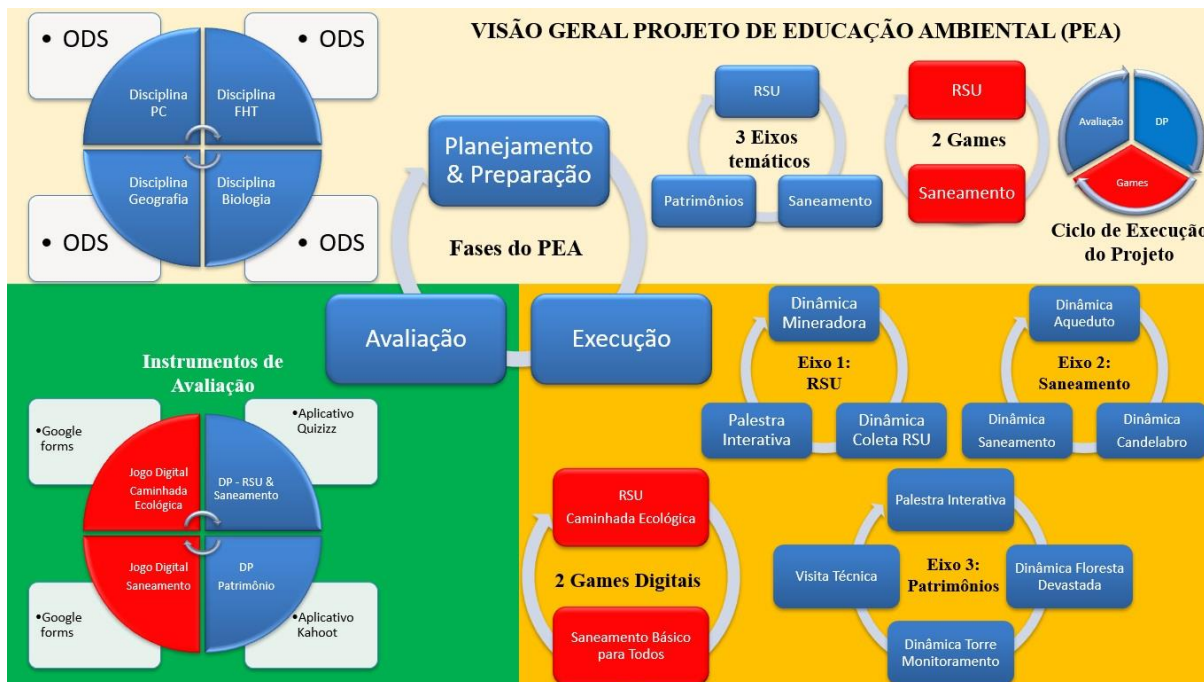 VISÃO GERAL PROJETO DE EDUCAÇÃO AMBIENTAL (PEA)
• ODS
• ODS
Disciplina
PC
Disciplina
FHT
Disciplina
Geografia
Disciplina
Biologia
• ODS
• ODS
Planejamento
& Preparação
Fases do PEA
Avaliação
Execução
RSU
3 Eixos
temáticos
Patrimônios
Saneamento
RSU
2 Games
Saneamento
Avaliação
DP
Games
Ciclo de Execução
do Projeto
Instrumentos de
Avaliação
•Google
forms
•Aplicativo
Quizizz
Jogo Digital
Caminhada
Ecológica
DP - RSU &
Saneamento
Jogo Digital
Saneamento
DP
Patrimônio
•Google
forms
•Aplicativo
Kahoot
Dinâmica
Mineradora
Eixo 1:
RSU
Palestra
Interativa
Dinâmica
Coleta RSU
Dinâmica
Aqueduto
Eixo 2:
Saneamento
Dinâmica
Saneamento
Dinâmica
Candelabro
RSU
Caminhada Ecológica
2 Games Digitais
Saneamento Básico
para Todos
Palestra Interativa
Visita Técnica
Eixo 3:
Patrimônios
Dinâmica Floresta
Devastada
Dinâmica Torre
Monitoramento